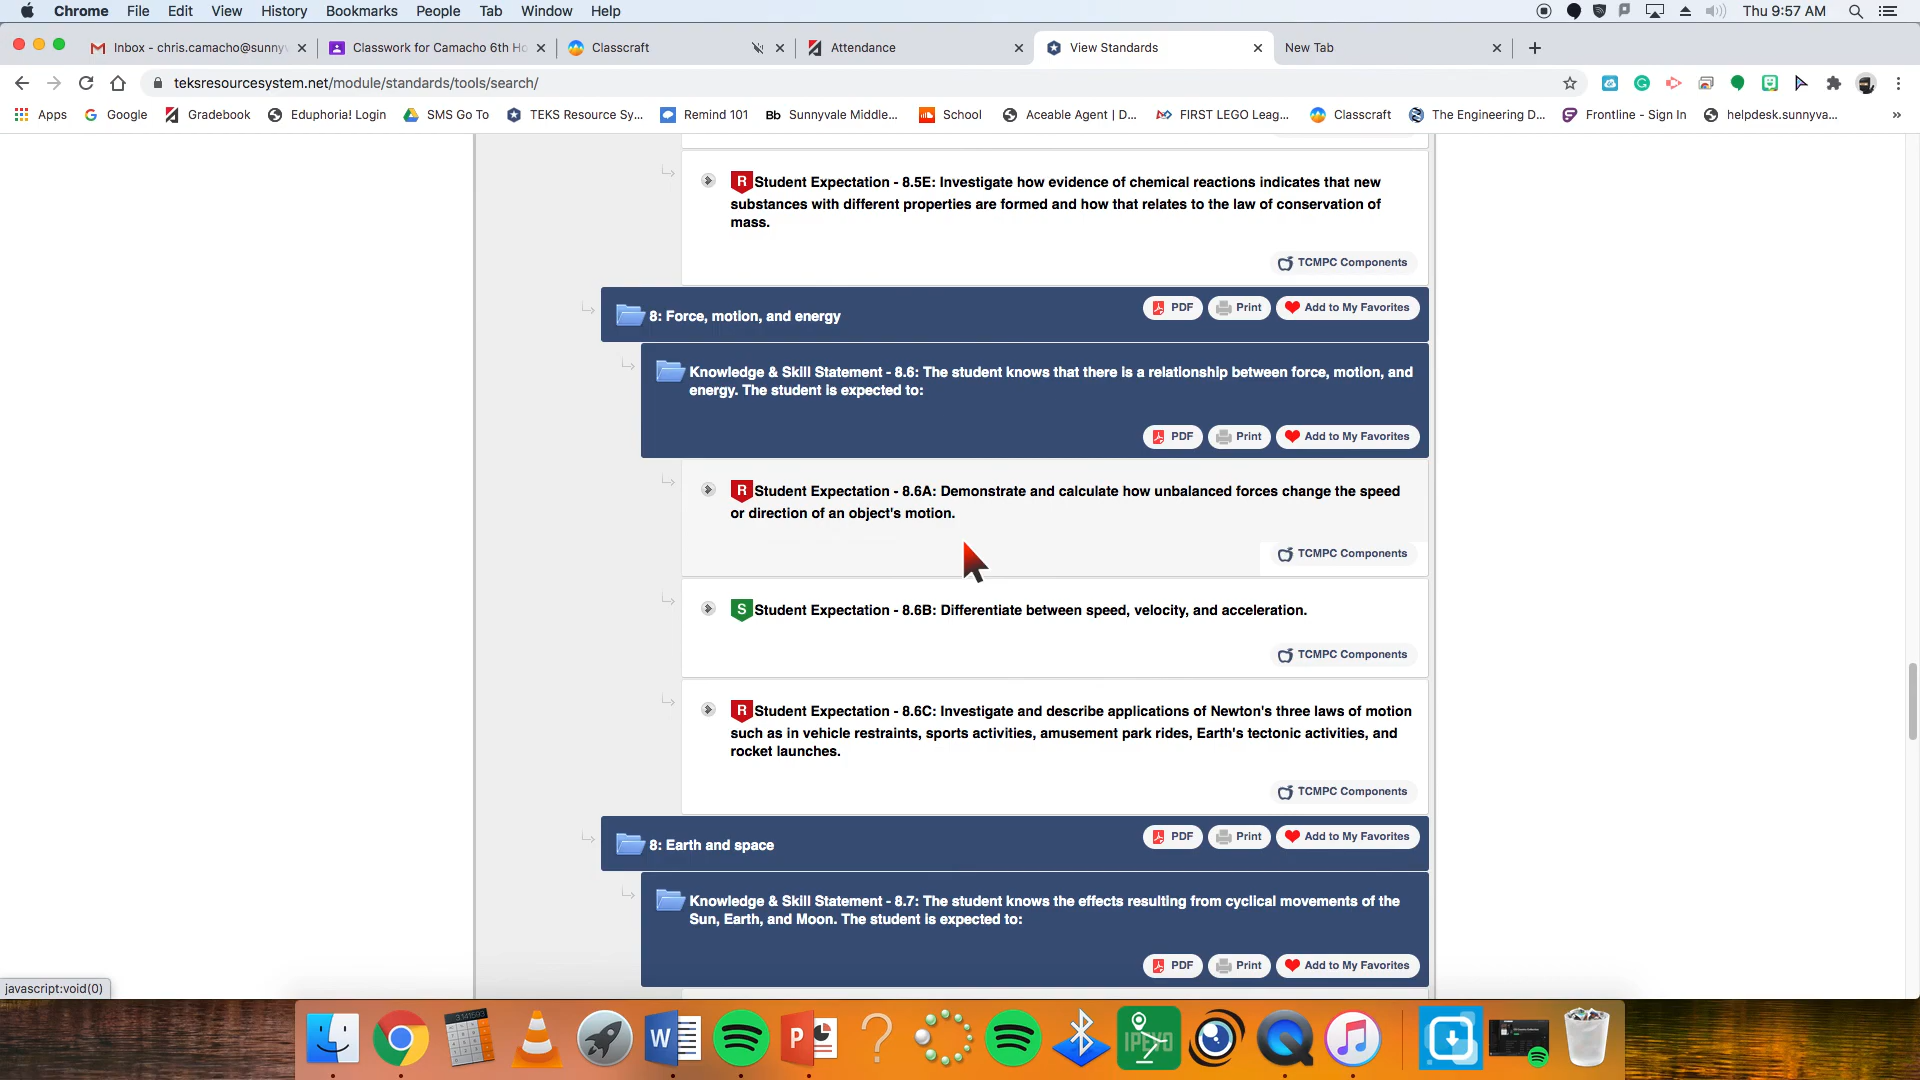 Chrome File Edit View History Bookmarks People Tab Window Help Thu 9:57 AM
Inbox - chris.camacho@sunnyv Classwork for Camacho 6th Ho Classcraft Attendance View Standards New Tab
teksresourcesystem.net/module/standards/tools/search/
Apps Google Gradebook Eduphoria! Login SMS Go To TEKS Resource Sy... Remind 101 Bb Sunnyvale Middle... School Aceable Agent | D... FIRST LEGO Leag... Classcraft The Engineering D... Frontline - Sign In helpdesk.sunnyva... »
R Student Expectation - 8.5E: Investigate how evidence of chemical reactions indicates that new
substances with different properties are formed and how that relates to the law of conservation of
mass.
TCMPC Components
8: Force, motion, and energy PDF Print Add to My Favorites
Knowledge & Skill Statement - 8.6: The student knows that there is a relationship between force, motion, and
energy. The student is expected to:
PDF Print Add to My Favorites
R Student Expectation - 8.6A: Demonstrate and calculate how unbalanced forces change the speed
or direction of an object's motion.
TCMPC Components
S Student Expectation - 8.6B: Differentiate between speed, velocity, and acceleration.
TCMPC Components
R Student Expectation - 8.6C: Investigate and describe applications of Newton's three laws of motion
such as in vehicle restraints, sports activities, amusement park rides, Earth's tectonic activities, and
rocket launches.
TCMPC Components
8: Earth and space PDF Print Add to My Favorites
Knowledge & Skill Statement - 8.7: The student knows the effects resulting from cyclical movements of the
Sun, Earth, and Moon. The student is expected to:
PDF Print Add to My Favorites
javascript:void(0)
3.141593
W P ? IPEVO